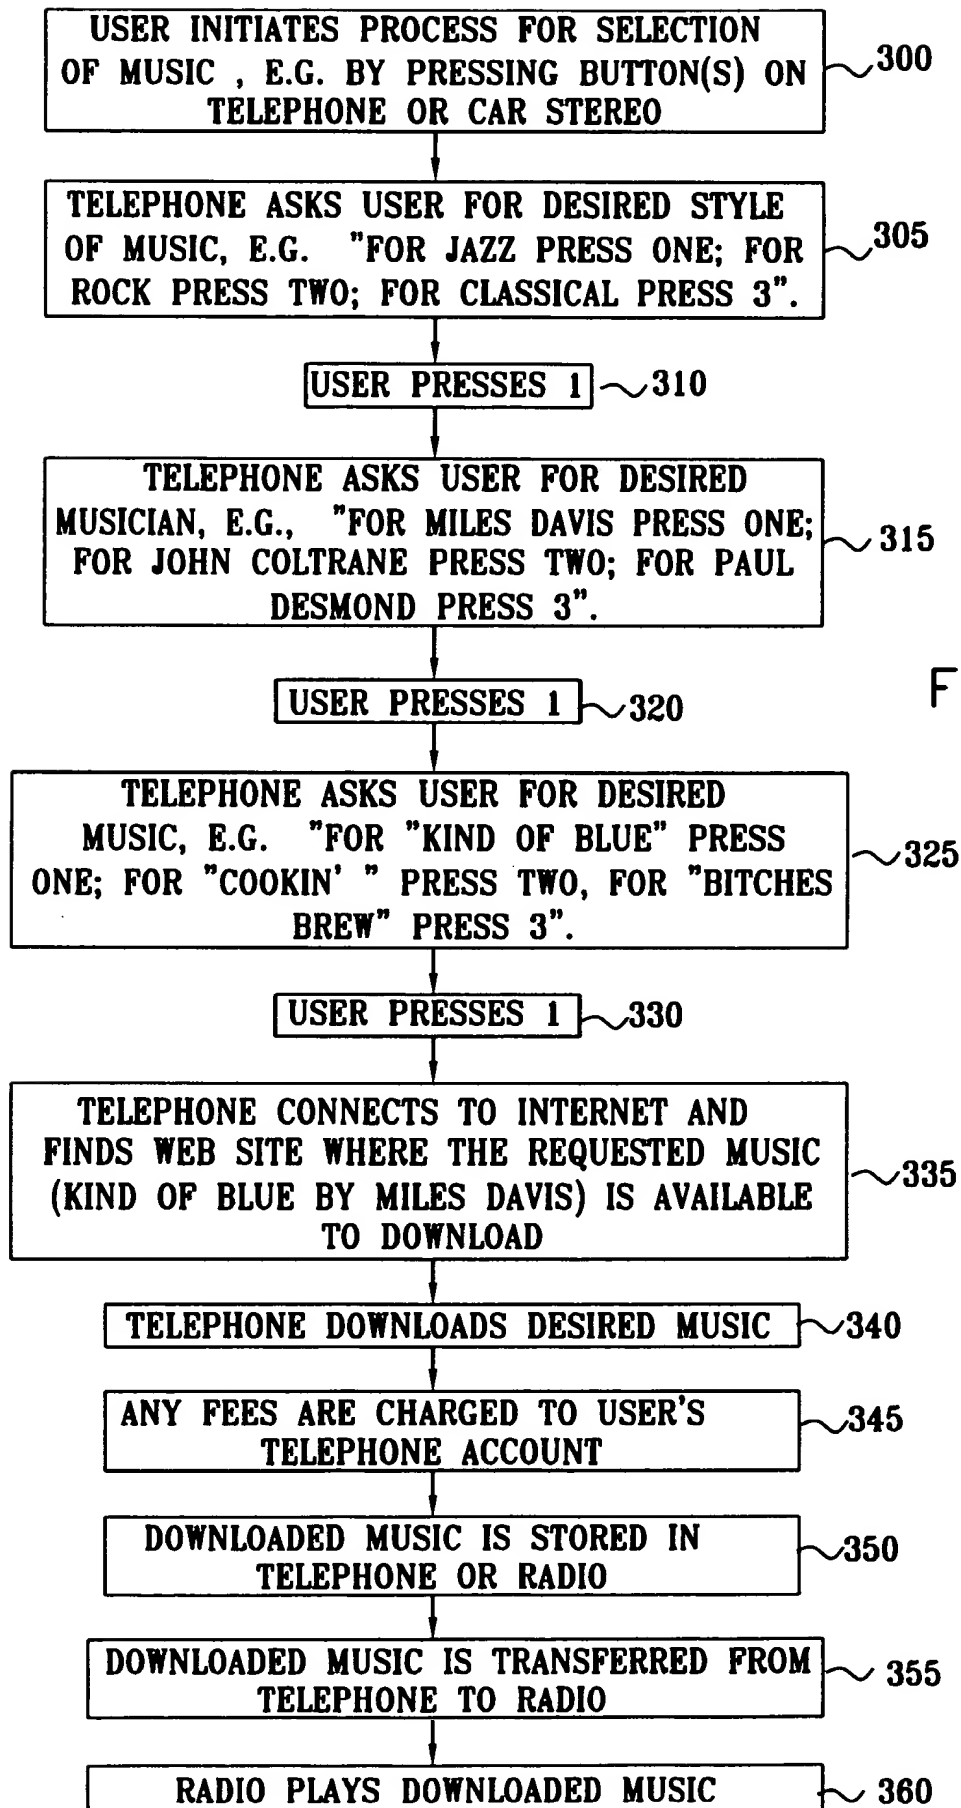 USER INITIATES PROCESS FOR SELECTION
OF MUSIC , E.G. BY PRESSING BUTTON(S) ON
TELEPHONE OR CAR STEREO
300
TELEPHONE ASKS USER FOR DESIRED STYLE
OF MUSIC, E.G. "FOR JAZZ PRESS ONE; FOR
ROCK PRESS TWO; FOR CLASSICAL PRESS 3".
305
USER PRESSES 1
310
TELEPHONE ASKS USER FOR DESIRED
MUSICIAN, E.G., "FOR MILES DAVIS PRESS ONE;
FOR JOHN COLTRANE PRESS TWO; FOR PAUL
DESMOND PRESS 3".
315
USER PRESSES 1
320
F
TELEPHONE ASKS USER FOR DESIRED
MUSIC, E.G. "FOR "KIND OF BLUE" PRESS
ONE; FOR "COOKIN' " PRESS TWO, FOR "BITCHES
BREW" PRESS 3".
325
USER PRESSES 1
330
TELEPHONE CONNECTS TO INTERNET AND
FINDS WEB SITE WHERE THE REQUESTED MUSIC
(KIND OF BLUE BY MILES DAVIS) IS AVAILABLE
TO DOWNLOAD
335
TELEPHONE DOWNLOADS DESIRED MUSIC
340
ANY FEES ARE CHARGED TO USER'S
TELEPHONE ACCOUNT
345
DOWNLOADED MUSIC IS STORED IN
TELEPHONE OR RADIO
350
DOWNLOADED MUSIC IS TRANSFERRED FROM
TELEPHONE TO RADIO
355
RADIO PLAYS DOWNLOADED MUSIC
360